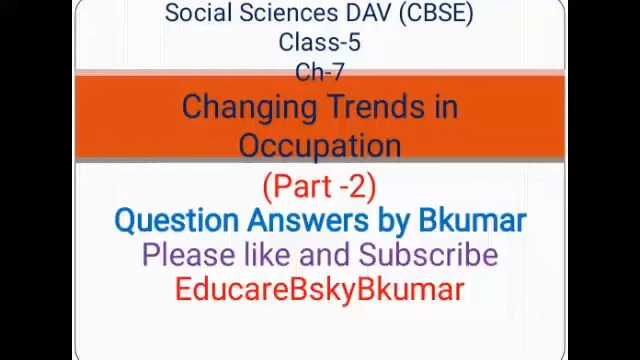 Social Sciences DAV (CBSE)
Class-5
Ch-7
Changing Trends in
Occupation
(Part -2)
Question Answers by Bkumar
Please like and Subscribe
EducareBskyBkumar